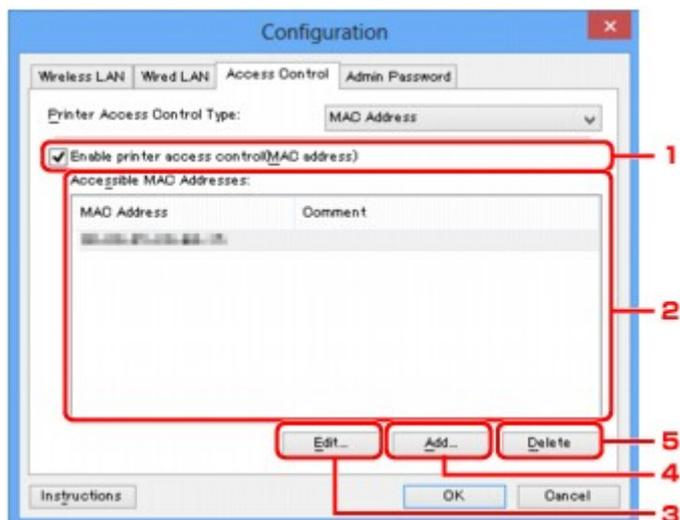 Configuration
Wireless LAN Wired LAN Access Control Admin Password
Printer Access Control Type: MAC Address
Enable printer access control(MAC address) 1
Accessible MAC Addresses:
MAC Address Comment
2
Edit... Add... Delete 5
4
Instructions OK Cancel
3